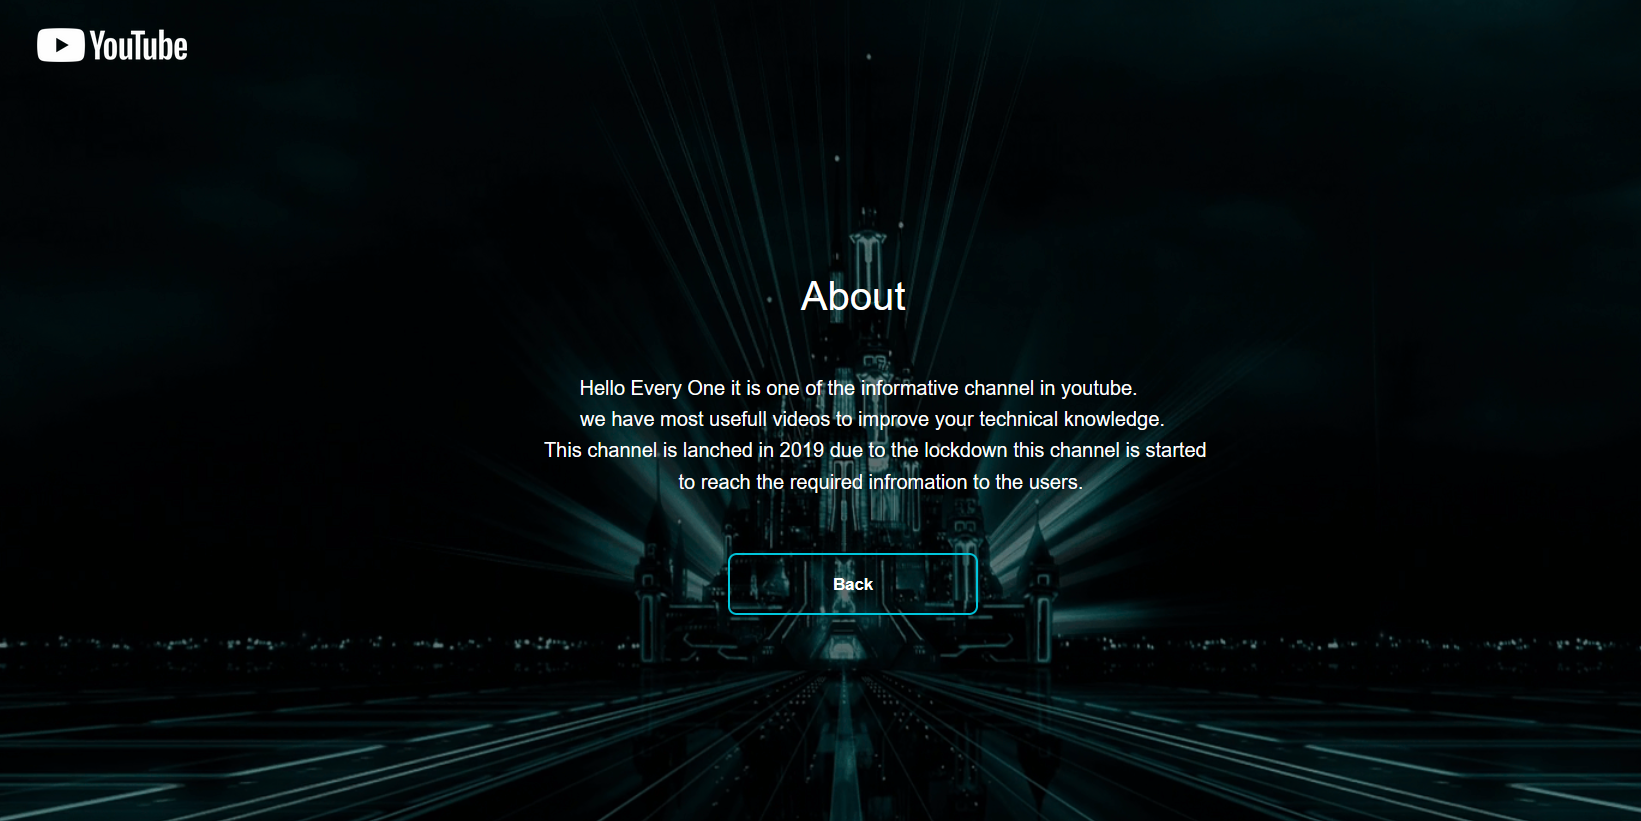 YouTube
About
Hello Every One it is one of the informative channel in youtube.
we have most usefull videos to improve your technical knowledge.
This channel is lanched in 2019 due to the lockdown this channel is started
to reach the required infromation to the users.
Back